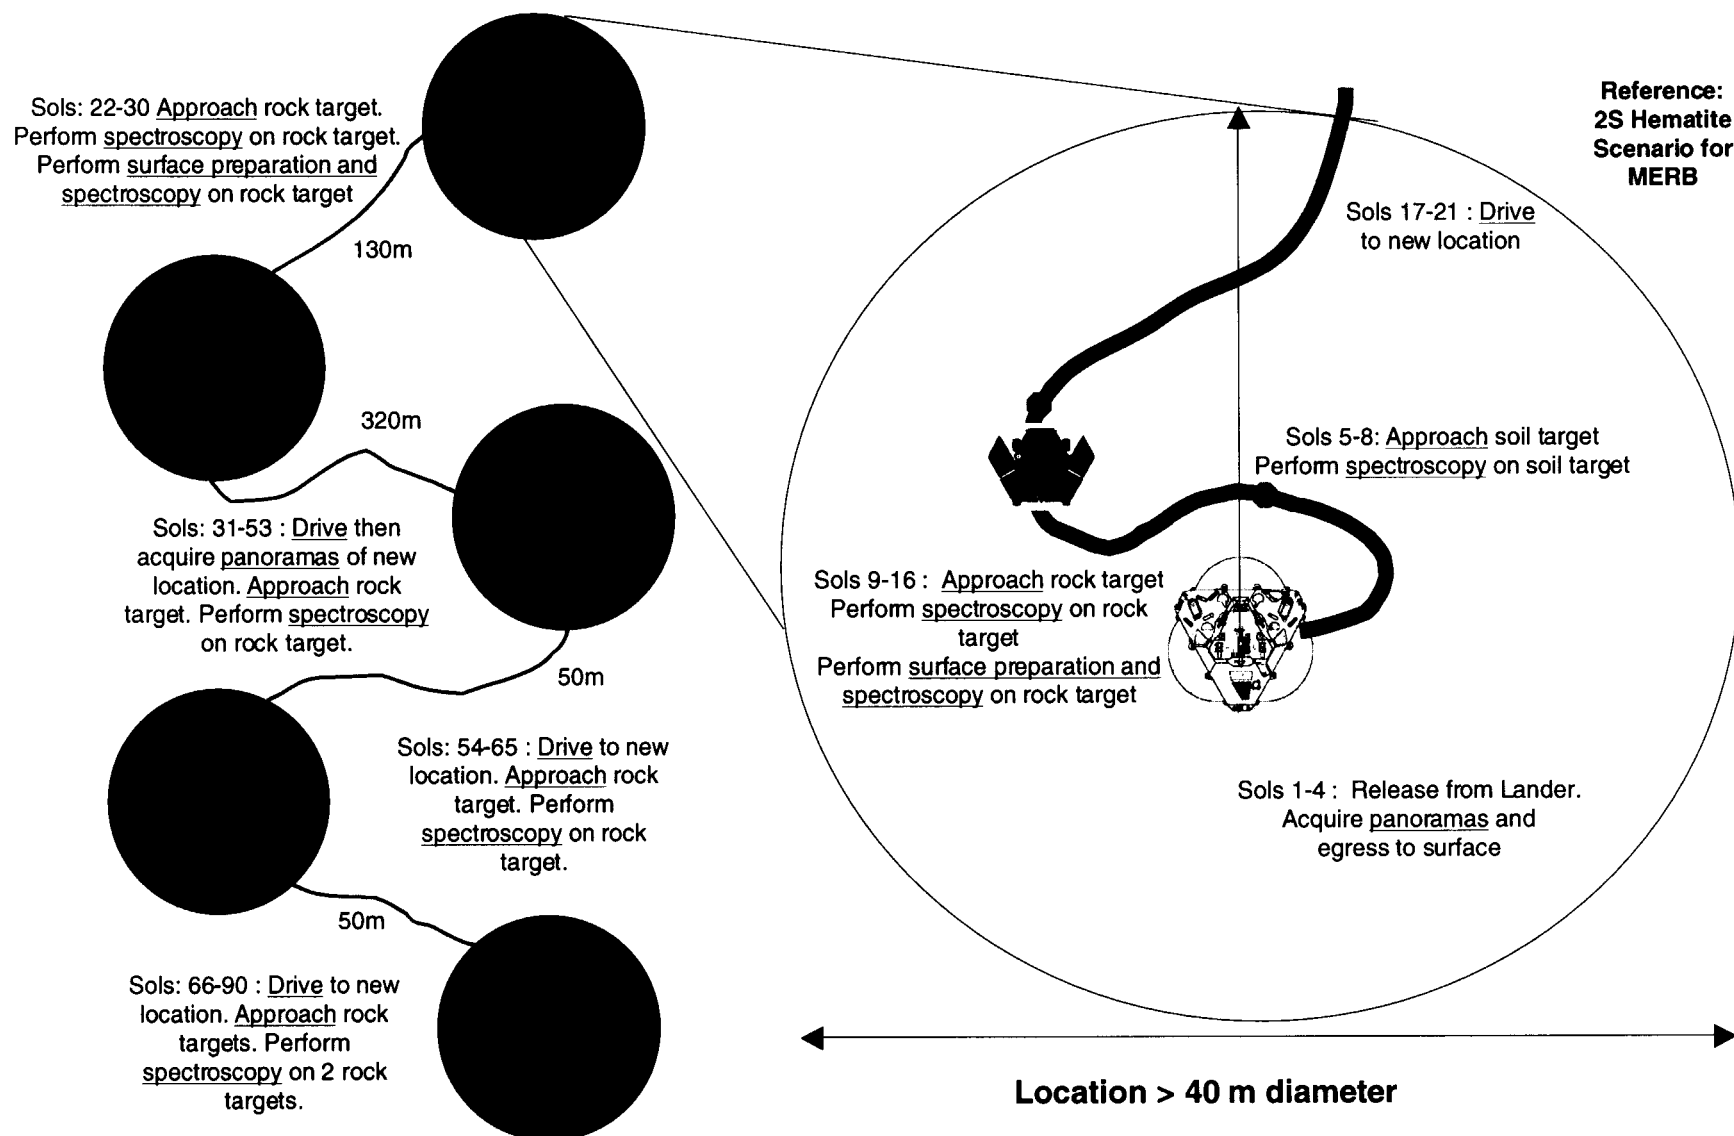 Sols: 22-30 Approach rock target.
Perform spectroscopy on rock target.
Perform surface preparation and
spectroscopy on rock target
130m
320m
Sols: 31-53 : Drive then
acquire panoramas of new
location. Approach rock
target. Perform spectroscopy
on rock target.
50m
Sols: 54-65 : Drive to new
location. Approach rock
target. Perform
spectroscopy on rock
target.
50m
Sols: 66-90 : Drive to new
location. Approach rock
targets. Perform
spectroscopy on 2 rock
targets.
Reference:
2S Hematite
Scenario for
MERB
Sols 17-21 : Drive
to new location
Sols 5-8: Approach soil target
Perform spectroscopy on soil target
Sols 9-16 : Approach rock target
Perform spectroscopy on rock
target
Perform surface preparation and
spectroscopy on rock target
Sols 1-4 : Release from Lander.
Acquire panoramas and
egress to surface
Location > 40 m diameter